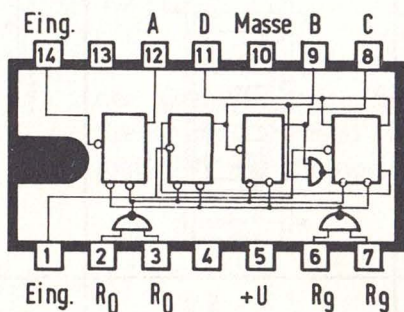 Eing. A D Masse B C
14 13 12 11 10 9 8
1 2 3 4 5 6 7
Eing. R0 R0 +U R9 R9